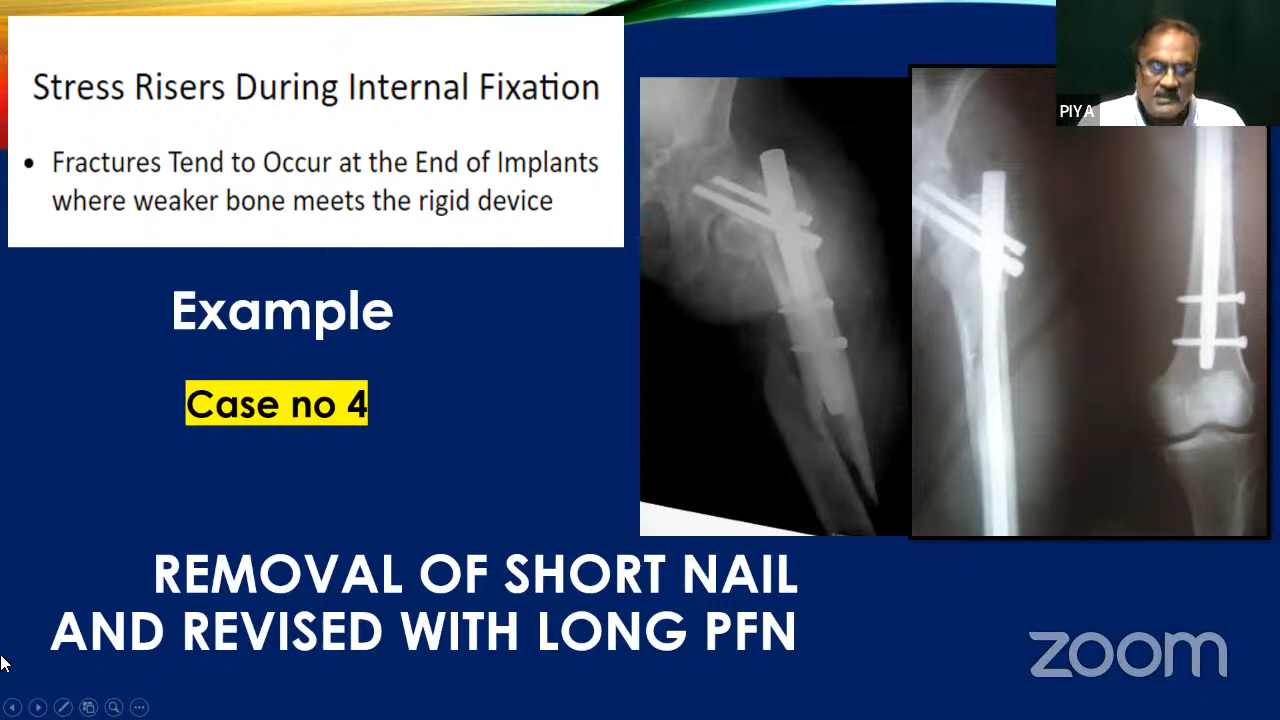 Stress Risers During Internal Fixation
• Fractures Tend to Occur at the End of Implants
where weaker bone meets the rigid device
Example
Case no 4
REMOVAL OF SHORT NAIL
AND REVISED WITH LONG PFN
PIYA
zoom